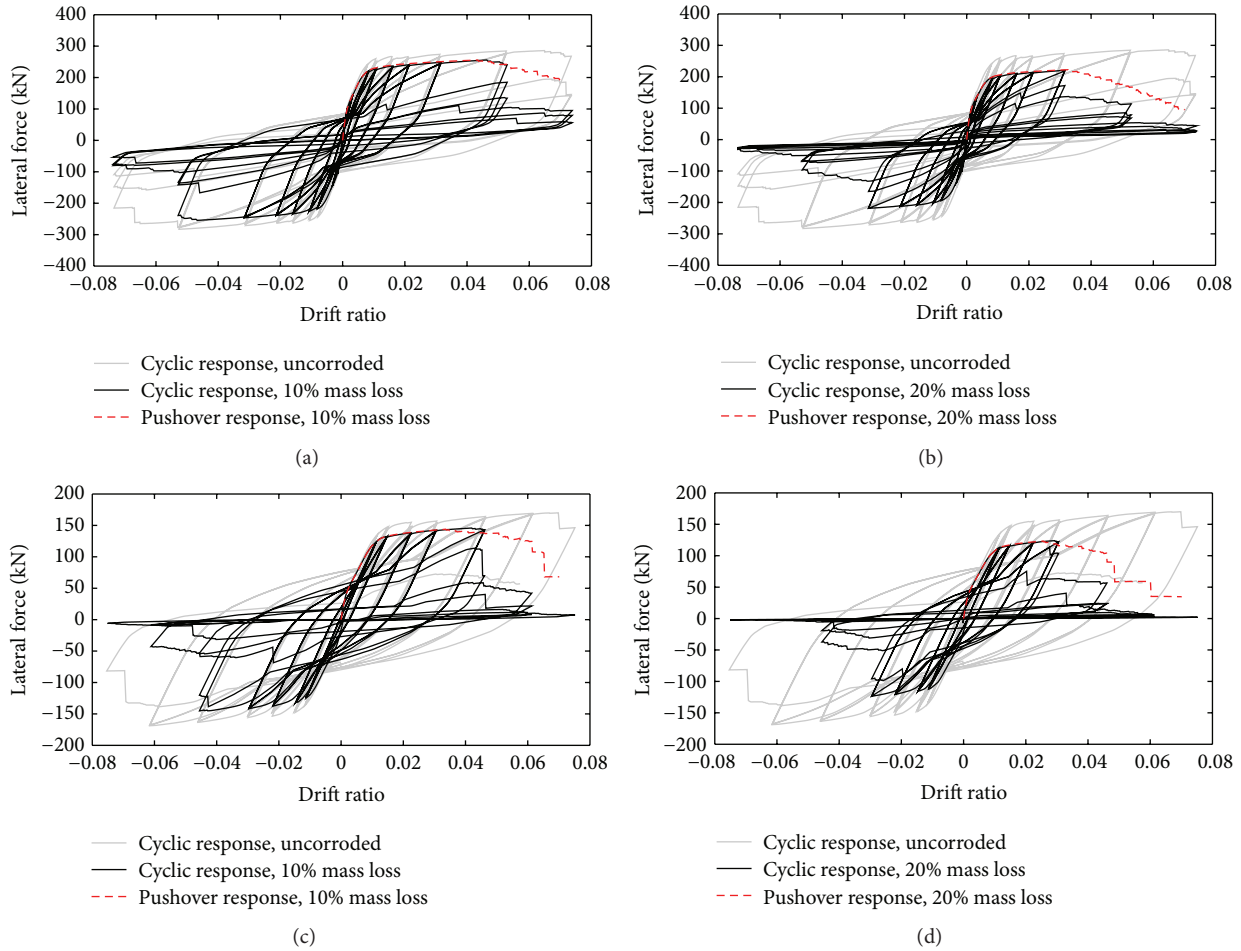 400
300
200
100
0
−100
−200
−300
−400
Lateral force (kN)
−0.08 −0.06 −0.04 −0.02 0 0.02 0.04 0.06 0.08
Drift ratio
Cyclic response, uncorroded
Cyclic response, 10% mass loss
Pushover response, 10% mass loss
(a)
400
300
200
100
0
−100
−200
−300
−400
Lateral force (kN)
−0.08 −0.06 −0.04 −0.02 0 0.02 0.04 0.06 0.08
Drift ratio
Cyclic response, uncorroded
Cyclic response, 20% mass loss
Pushover response, 20% mass loss
(b)
200
150
100
50
0
−50
−100
−150
−200
Lateral force (kN)
−0.08 −0.06 −0.04 −0.02 0 0.02 0.04 0.06 0.08
Drift ratio
Cyclic response, uncorroded
Cyclic response, 10% mass loss
Pushover response, 10% mass loss
(c)
200
150
100
50
0
−50
−100
−150
−200
Lateral force (kN)
−0.08 −0.06 −0.04 −0.02 0 0.02 0.04 0.06 0.08
Drift ratio
Cyclic response, uncorroded
Cyclic response, 20% mass loss
Pushover response, 20% mass loss
(d)